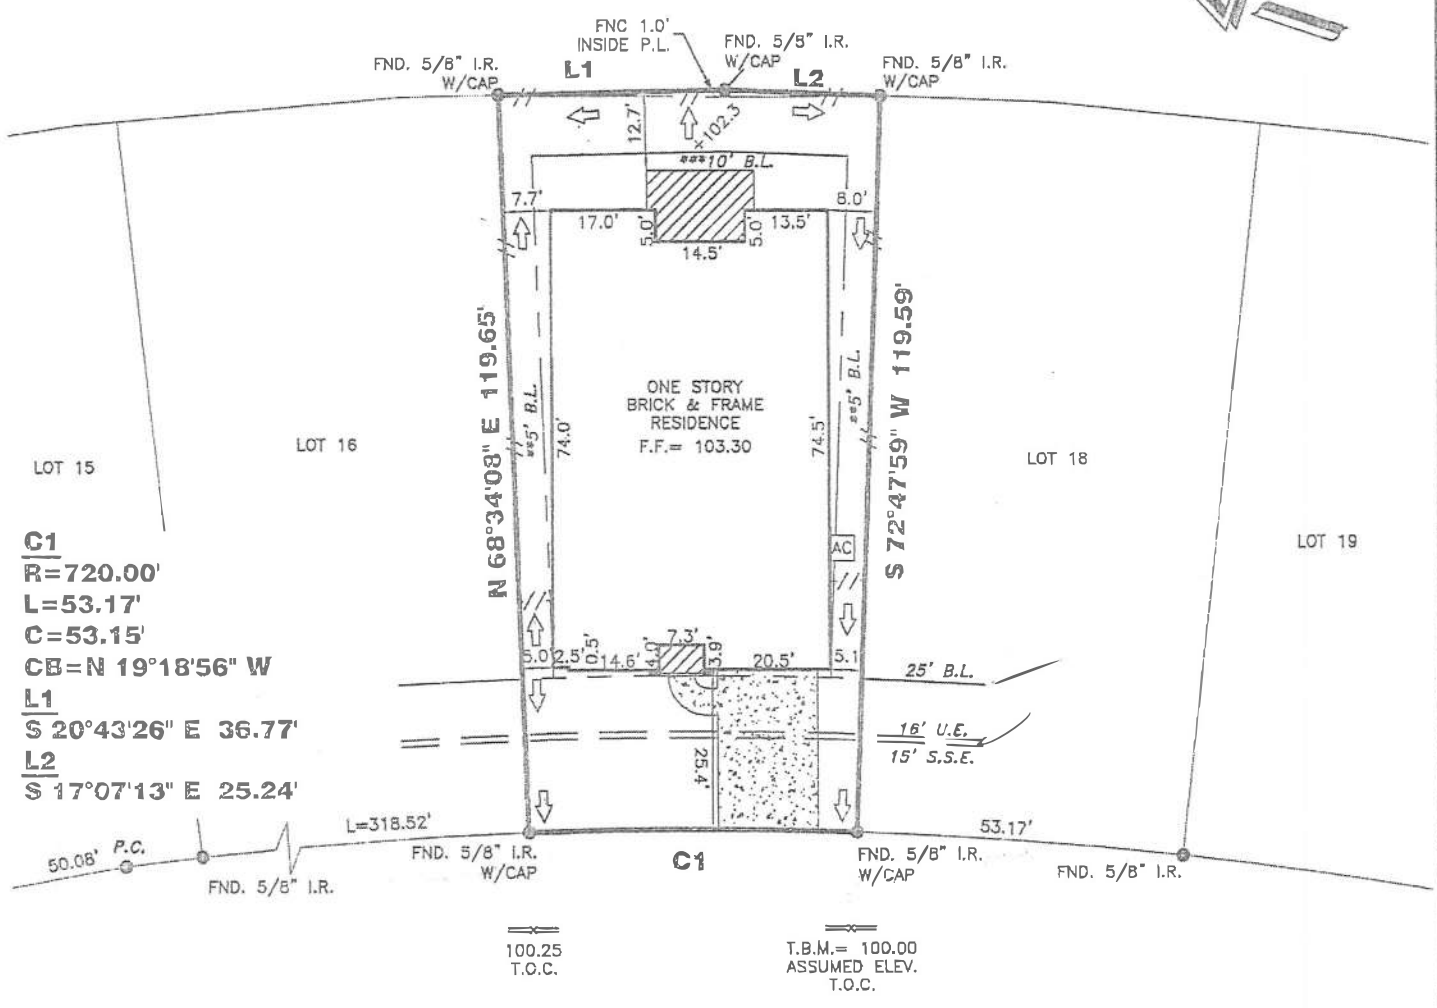 FNC 1.0'
INSIDE P.L.
FND. 5/8" I.R.
W/CAP
FND. 5/8" I.R.
W/CAP
FND. 5/8" I.R.
W/CAP
L1
L2
12.7'
102.3
***10' B.L.
7.7'
8.0'
17.0'
5.0'
14.5'
5.0'
13.5'
N 68°34'08" E 119.65'
**5' B.L.
74.0'
ONE STORY
BRICK & FRAME
RESIDENCE
F.F.= 103.30
74.5'
**5' B.L.
S 72°47'59" W 119.59'
LOT 15
LOT 16
LOT 18
LOT 19
AC
C1
R=720.00'
L=53.17'
C=53.15'
CB=N 19°18'56" W
L1
S 20°43'26" E 36.77'
L2
S 17°07'13" E 25.24'
5.0'
2.5'
0.5'
14.6'
4.0'
7.3'
3.9'
20.5'
5.1
25' B.L.
16' U.E.
15' S.S.E.
25.4'
L=318.52'
50.08'
P.C.
FND. 5/8" I.R.
FND. 5/8" I.R.
W/CAP
C1
FND. 5/8" I.R.
W/CAP
53.17'
FND. 5/8" I.R.
100.25
T.O.C.
T.B.M.= 100.00
ASSUMED ELEV.
T.O.C.